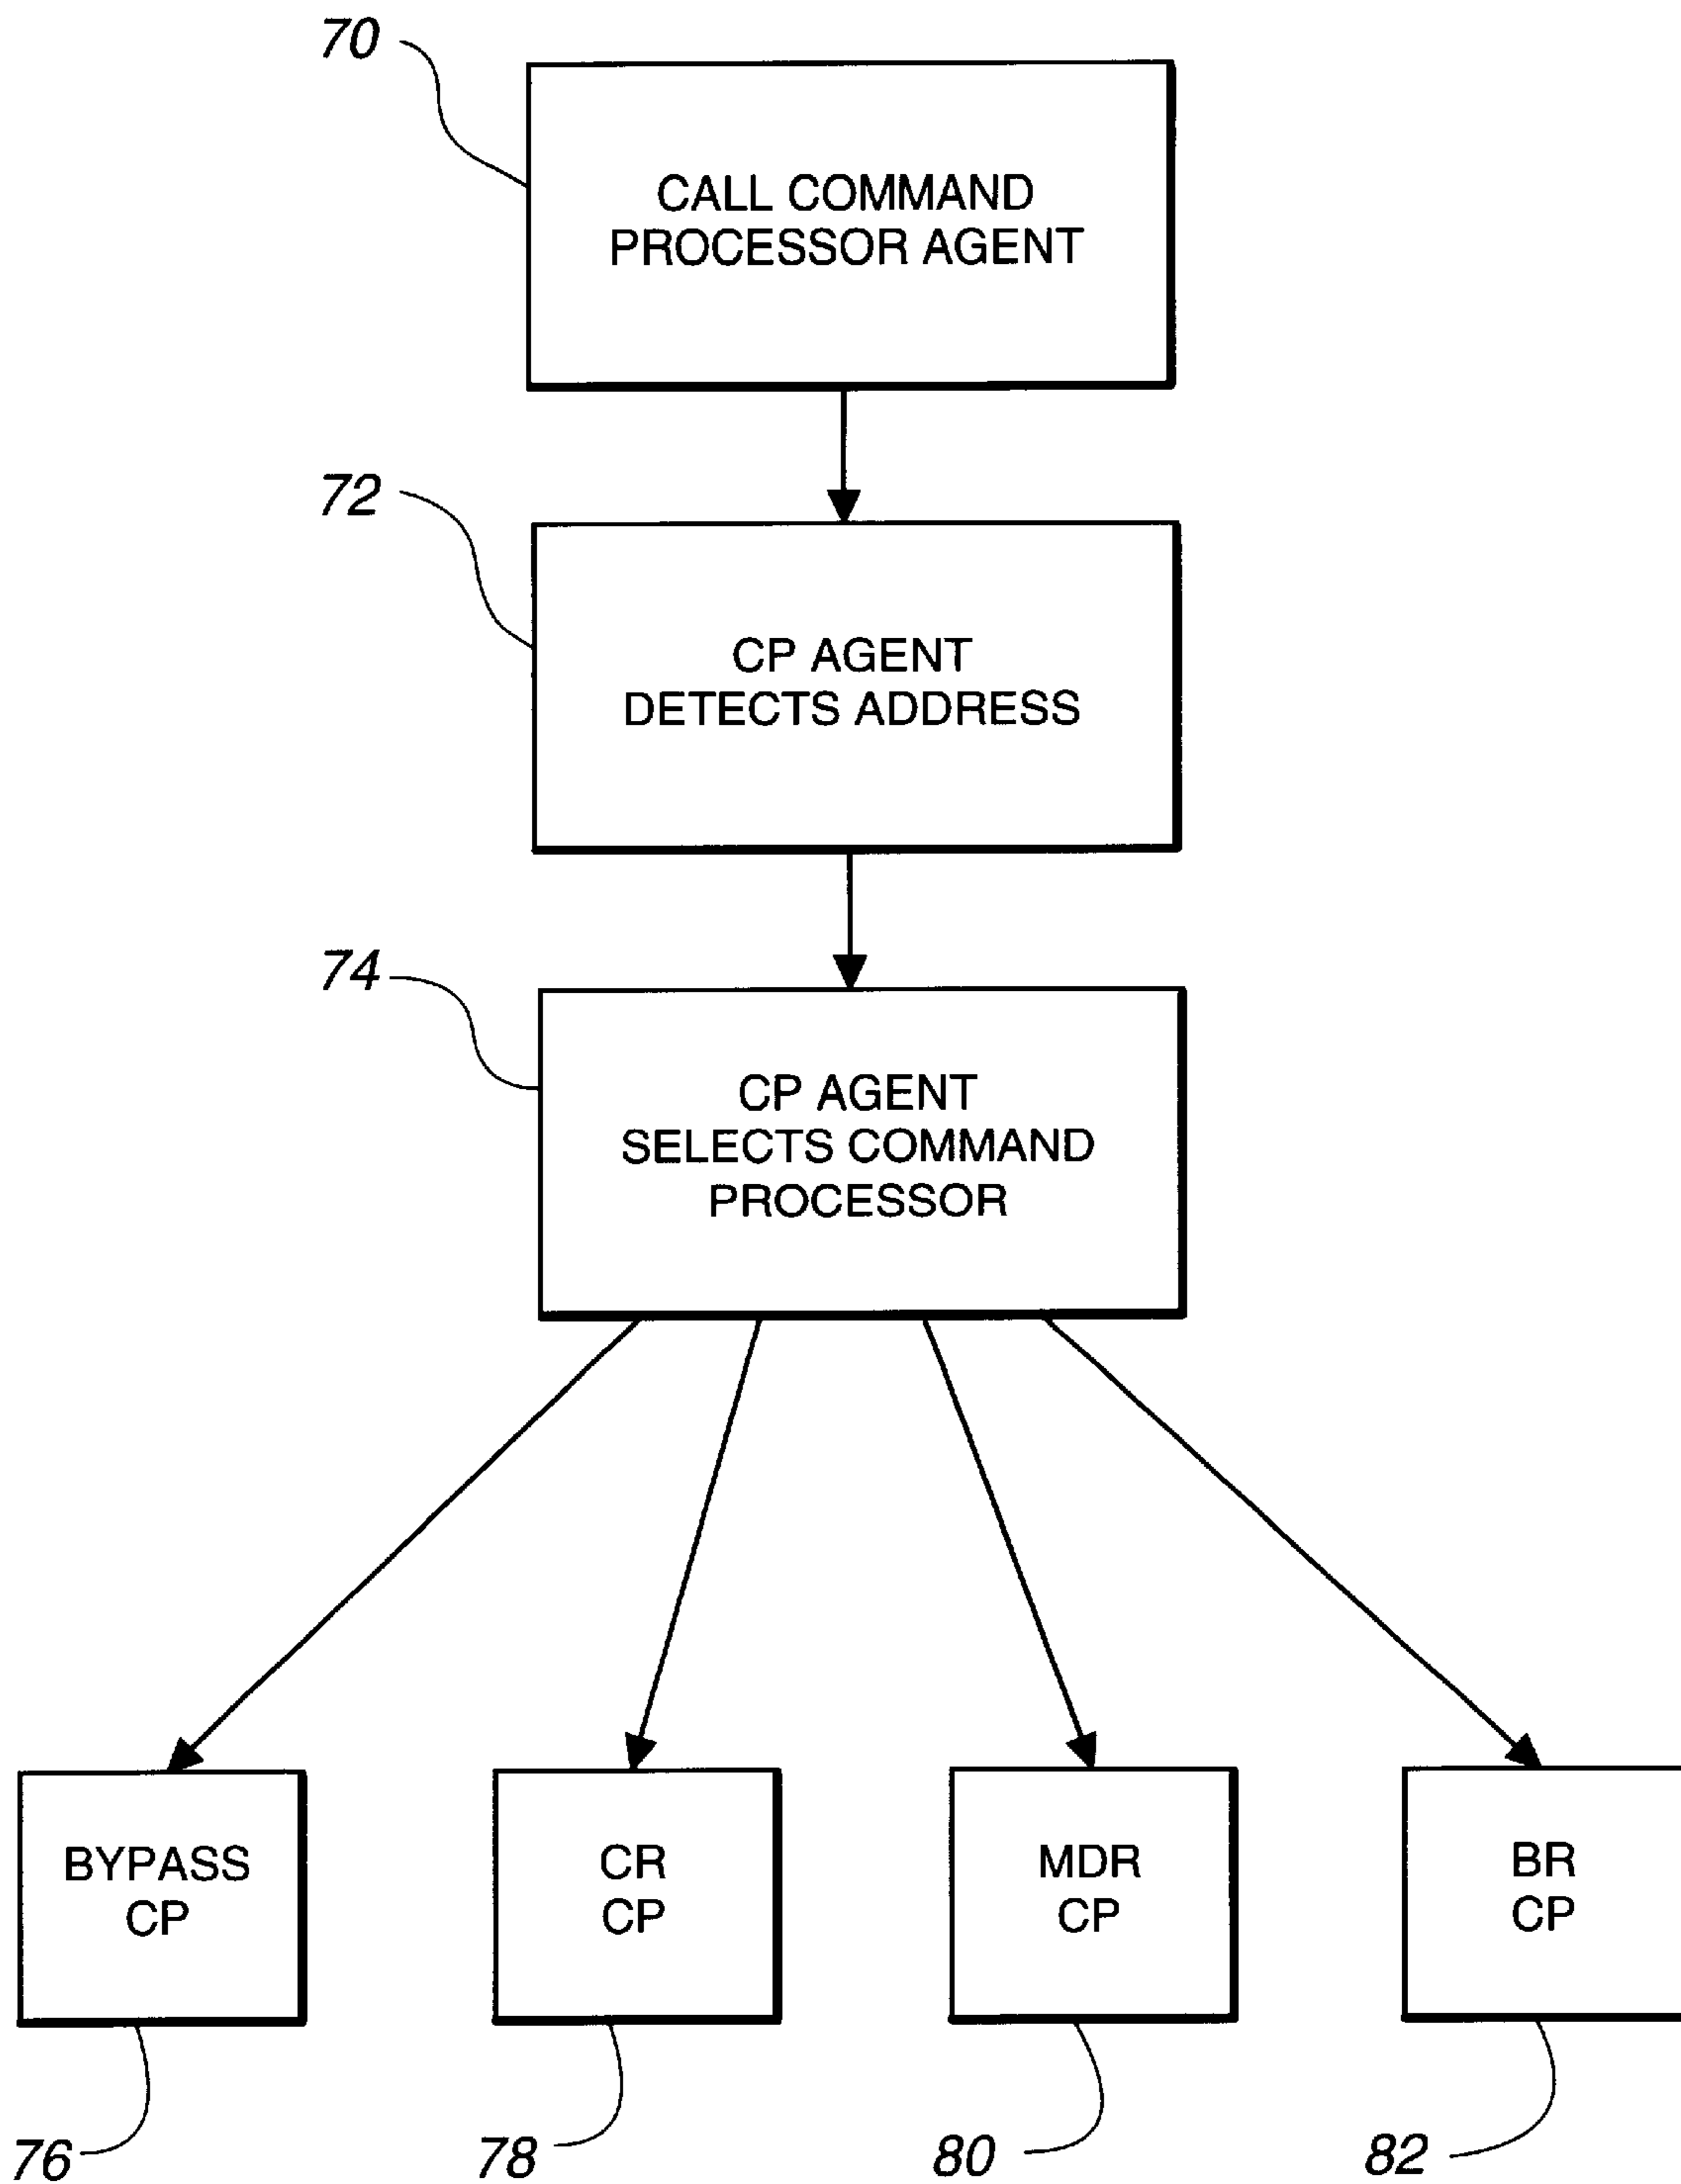 70
CALL COMMAND
PROCESSOR AGENT
72
CP AGENT
DETECTS ADDRESS
74
CP AGENT
SELECTS COMMAND
PROCESSOR
BYPASS
CP
CR
CP
MDR
CP
BR
CP
76
78
80
82